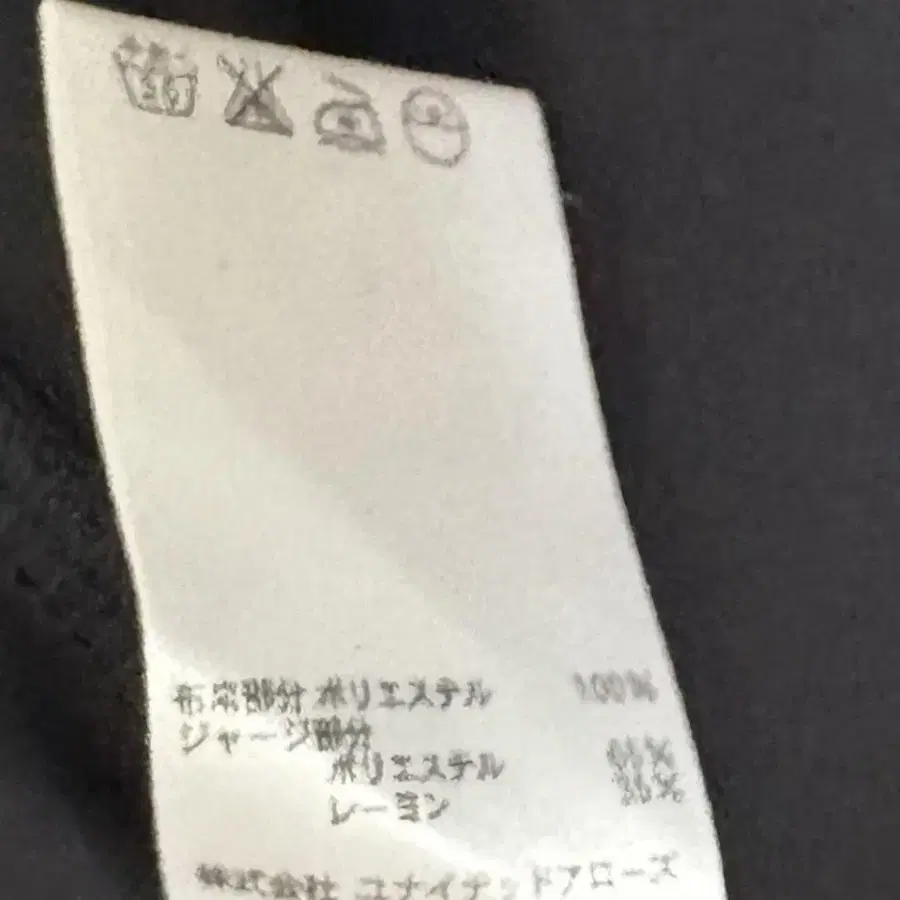 布帛部分 ポリエステル 100%
ジャージ部分
ポリエステル 65%
レーヨン
株式会社 ユナイテッドアローズ